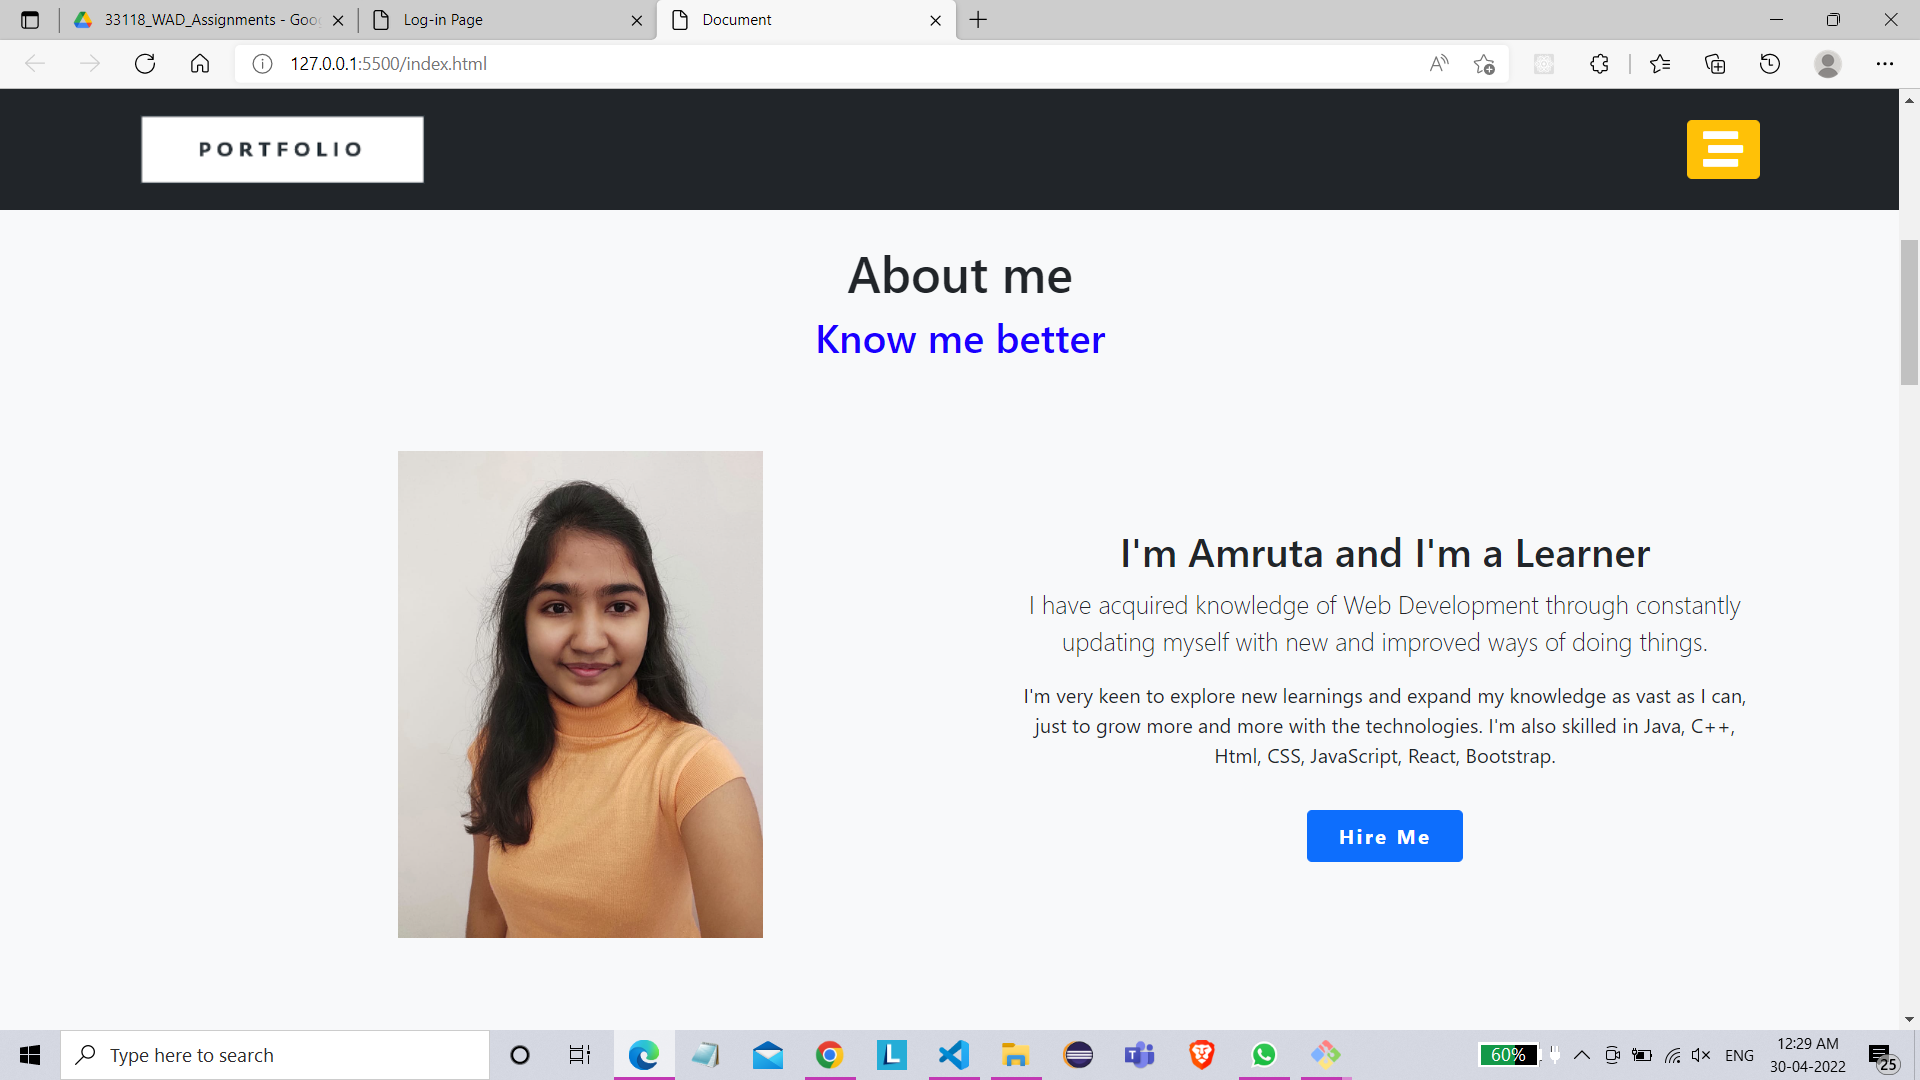 33118_WAD_Assignments - Goo
Log-in Page
Document
127.0.0.1:5500/index.html
PORTFOLIO
About me
Know me better
I'm Amruta and I'm a Learner
I have acquired knowledge of Web Development through constantly
updating myself with new and improved ways of doing things.
I'm very keen to explore new learnings and expand my knowledge as vast as I can,
just to grow more and more with the technologies. I'm also skilled in Java, C++,
Html, CSS, JavaScript, React, Bootstrap.
Hire Me
Type here to search
L
60%
ENG
12:29 AM
30-04-2022
25